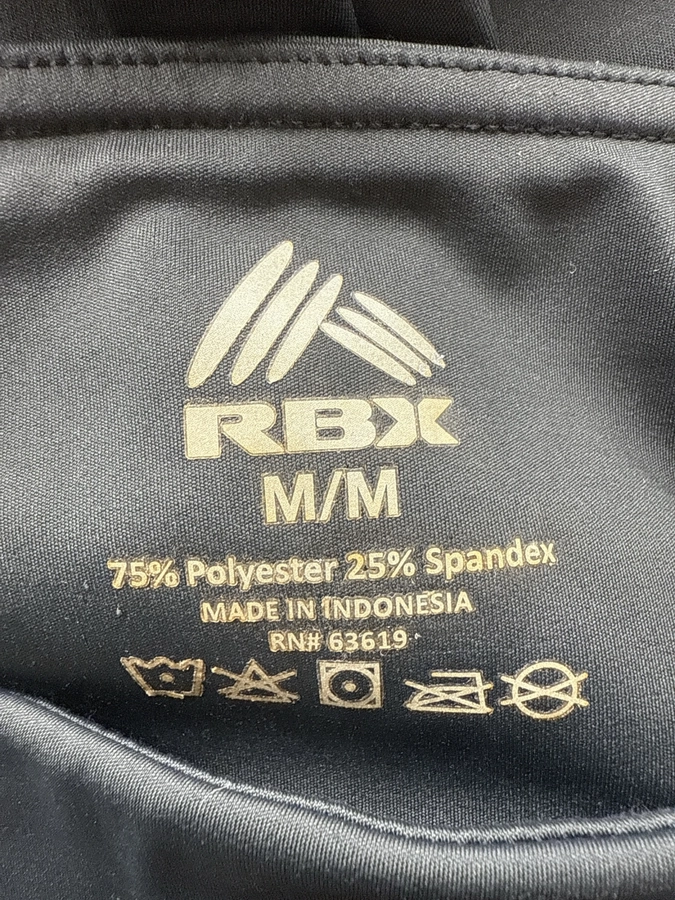 RBX
M/M
75% Polyester 25% Spandex
MADE IN INDONESIA
RN# 63619